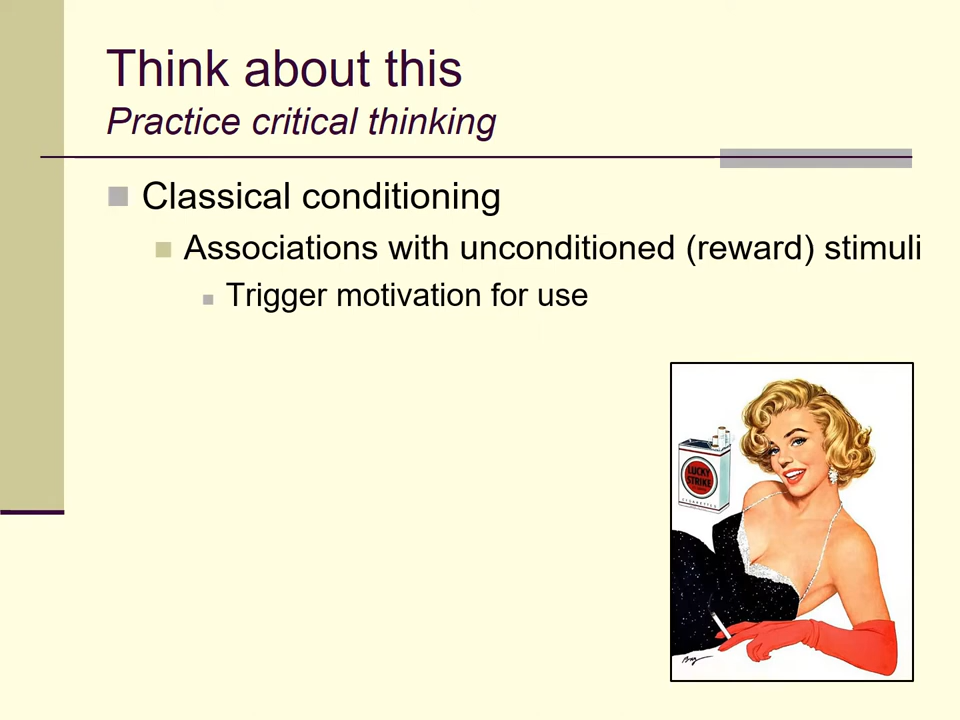 Think about this
Practice critical thinking
Classical conditioning
Associations with unconditioned (reward) stimuli
Trigger motivation for use
LUCKY
STRIKE
CIGARETTES